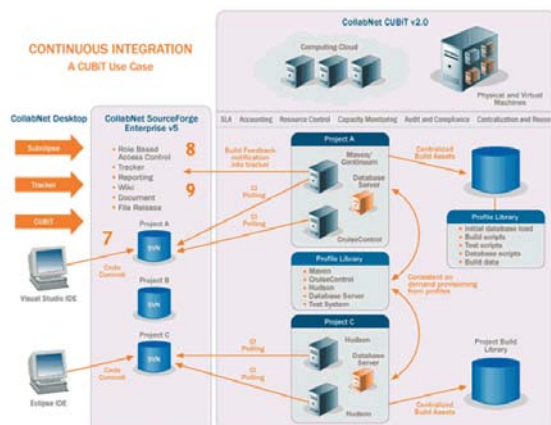 CollabNet CUBiT v2.0
CONTINUOUS INTEGRATION
A CUBiT Use Case
Computing Cloud
Physical and Virtual
Machines
CollabNet Desktop
CollabNet SourceForge
Enterprise v5
SLA Accounting Resource Control Capacity Monitoring Audit and Compliance Centralization and Reuse
Subclipse
Tracker
CUBiT
Role Based
Access Control
Tracker
Reporting
Wiki
Document
File Release
8
9
7
Build Feedback
notification
into tracker
Project A
Maven/
Continuum
Database
Server
CruiseControl
Centralized
Build Assets
Profile Library
Initial database load
Build scripts
Test scripts
Database scripts
Build data
CI
Polling
CI
Polling
Project A
SVN
Code
Commit
Visual Studio IDE
Project B
SVN
Profile Library
Maven
CruiseControl
Hudson
Database Server
Test System
Consistent on
demand provisioning
from profiles
Project C
SVN
Code
Commit
Eclipse IDE
CI
Polling
CI
Polling
Project C
Hudson
Database
Server
Hudson
Project Build
Library
Centralized
Build Assets